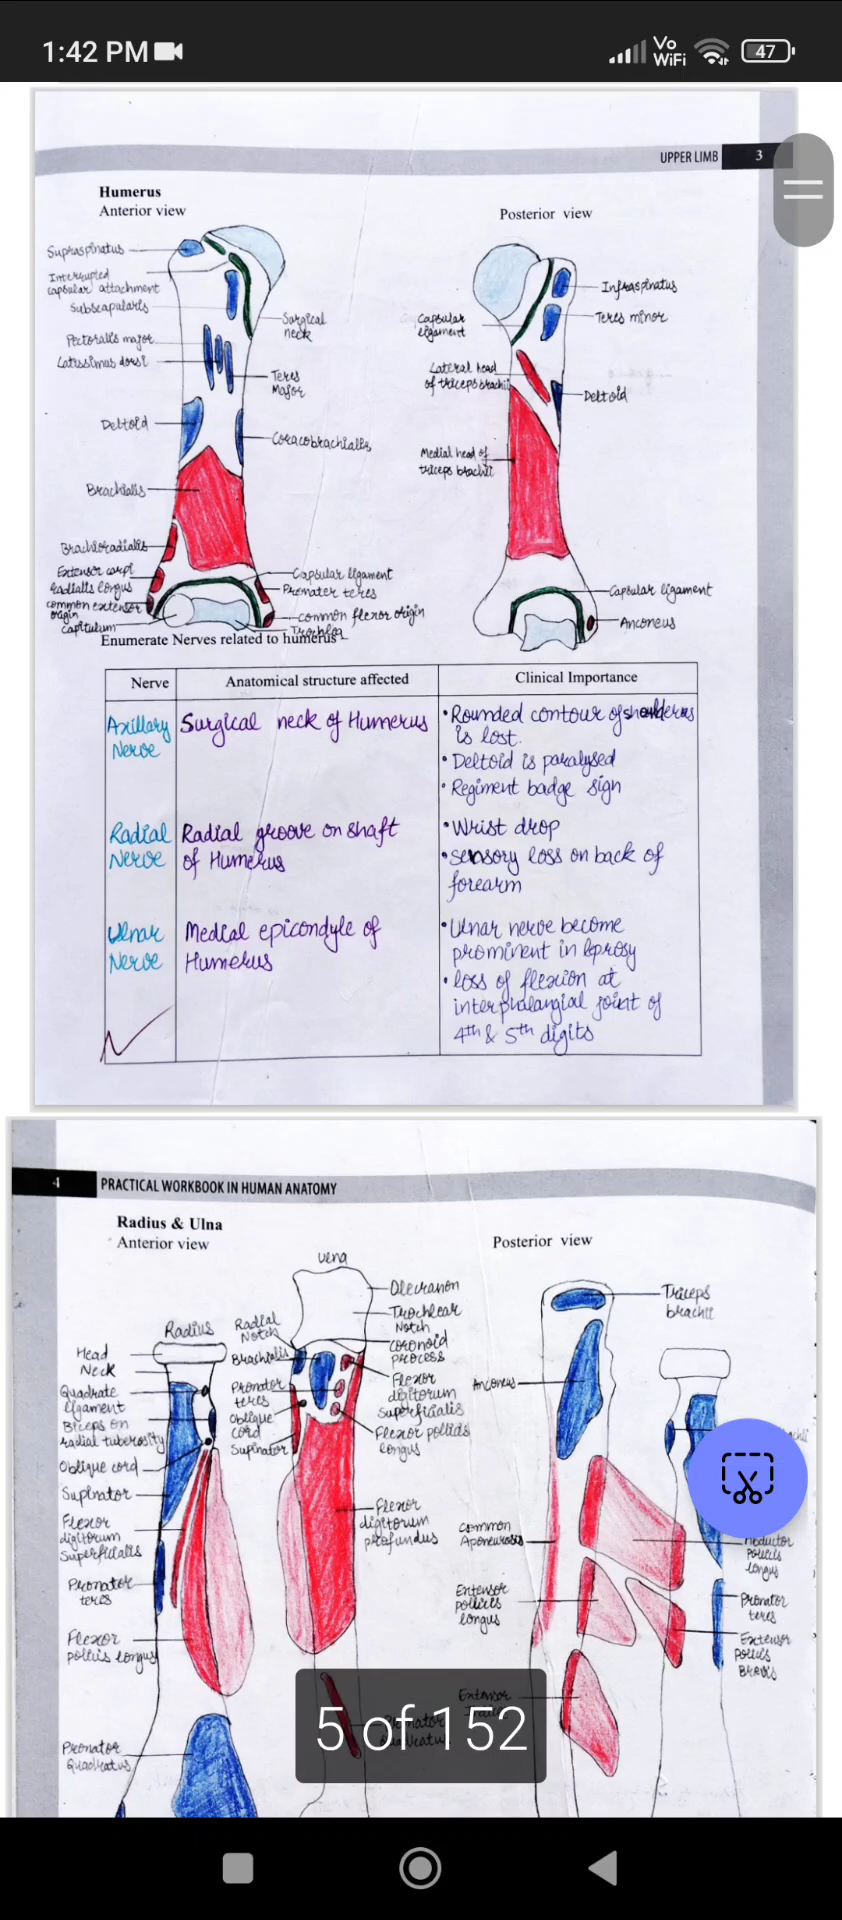 1:42 PM
Vo
WiFi
47
UPPER LIMB 3
Humerus
Anterior view
Posterior view
Supraspinatus
Interrupted
capsular attachment
Subscapularis
Surgical
neck
Pectoralis major
Latissimus dorsi
Teres
Major
Deltoid
Coracobrachialis
Brachialis
Brachioradialis
Extensor carpi
radialis longus
common extensor
origin
capitulum
Capsular ligament
Pronater teres
common flexor origin
Trochlea
Infraspinatus
Teres minor
Capsular
ligament
Lateral head
of triceps brachii
Deltoid
Medial head of
triceps brachii
Capsular ligament
Anconeus
Enumerate Nerves related to humerus
Nerve
Anatomical structure affected
Clinical Importance
Axillary
Nerve
Surgical neck of Humerus
• Rounded contour of shoulders
is lost.
• Deltoid is paralysed
• Regiment badge sign
Radial
Nerve
Radial groove on shaft
of Humerus
• Wrist drop
• sensory loss on back of
forearm
Ulnar
Nerve
Medial epicondyle of
Humerus
• Ulnar nerve become
prominent in leprosy
• loss of flexion at
interphalangial joint of
4th & 5th digits
4 PRACTICAL WORKBOOK IN HUMAN ANATOMY
Radius & Ulna
Anterior view
Posterior view
Radius
Head
Neck
Quadrate
ligament
Biceps on
radial tuberosity
Oblique cord
Supinator
Flexor
digitorum
Superficialis
Pronator
teres
Flexor
pollicis longus
Pronator
Quadratus
Ulna
Radial
Notch
Brachialis
Pronator
teres
Oblique
cord
Supinator
Olecranon
Trochlear
Notch
coronoid
process
Flexor
digitorum
superficialis
Flexor pollicis
longus
Flexor
digitorum
profundus
Triceps
brachii
Anconeus
Common
Aponeurosis
Extensor
pollicis
longus
Extensor
Abductor
Pollicis
longus
Pronator
teres
Extensor
Pollicis
Brevis
5 of 152